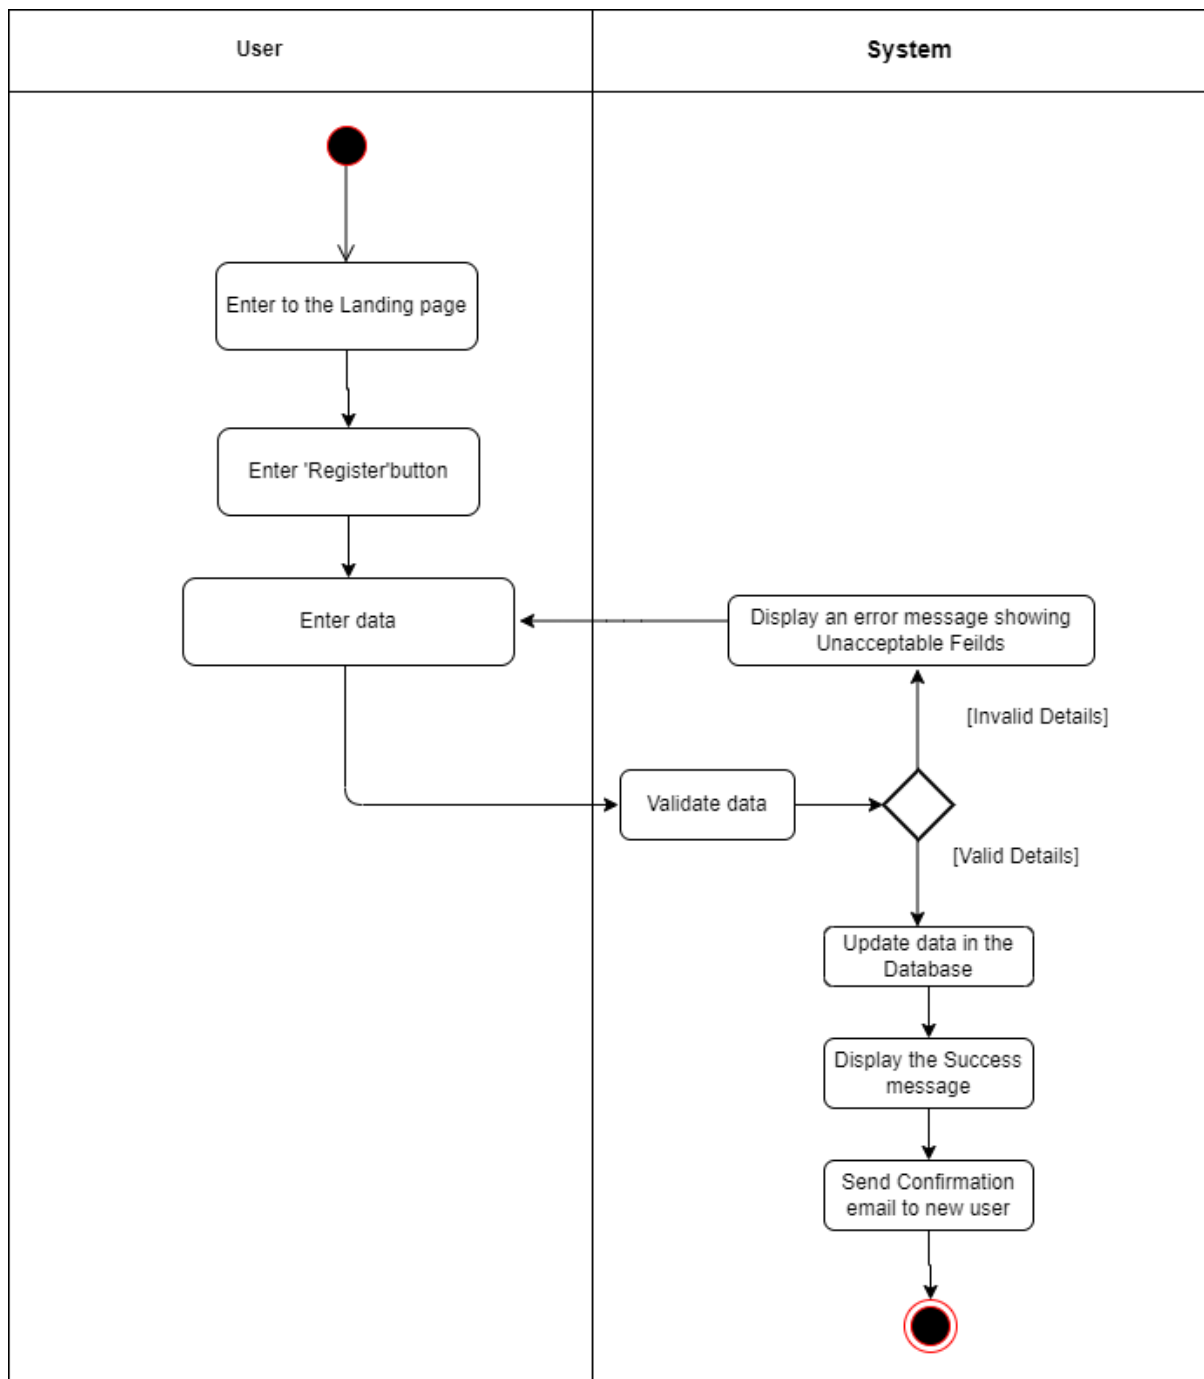 User
System
Enter to the Landing page
Enter 'Register'button
Enter data
Display an error message showing
Unacceptable Feilds
[Invalid Details]
Validate data
[Valid Details]
Update data in the
Database
Display the Success
message
Send Confirmation
email to new user